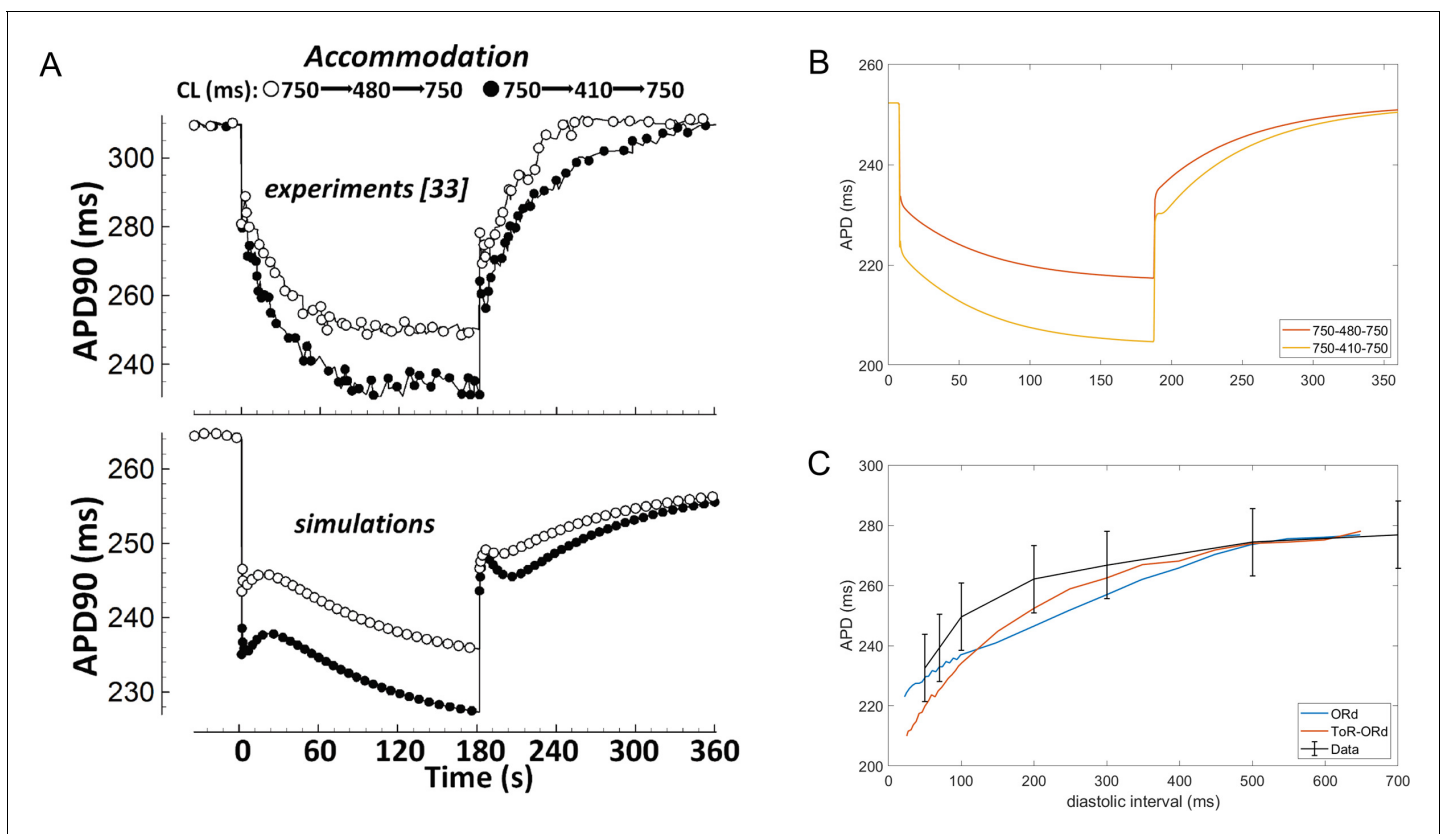 A
Accommodation
CL (ms): ○750→480→750 ●750→410→750
300
280
260
240
APD90 (ms)
experiments [33]
260
250
240
230
APD90 (ms)
simulations
0 60 120 180 240 300 360
Time (s)
B
260
240
220
200
APD (ms)
0 50 100 150 200 250 300 350
750-480-750
750-410-750
C
300
280
260
240
220
200
APD (ms)
0 100 200 300 400 500 600 700
diastolic interval (ms)
ORd
ToR-ORd
Data